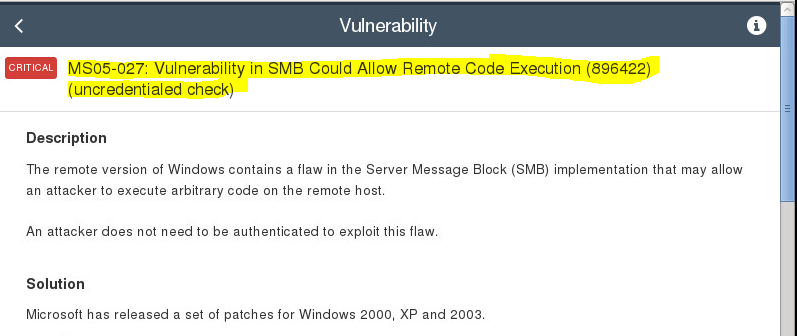 Vulnerability
CRITICAL
MS05-027: Vulnerability in SMB Could Allow Remote Code Execution (896422)
(uncredentialed check)
Description
The remote version of Windows contains a flaw in the Server Message Block (SMB) implementation that may allow
an attacker to execute arbitrary code on the remote host.
An attacker does not need to be authenticated to exploit this flaw.
Solution
Microsoft has released a set of patches for Windows 2000, XP and 2003.